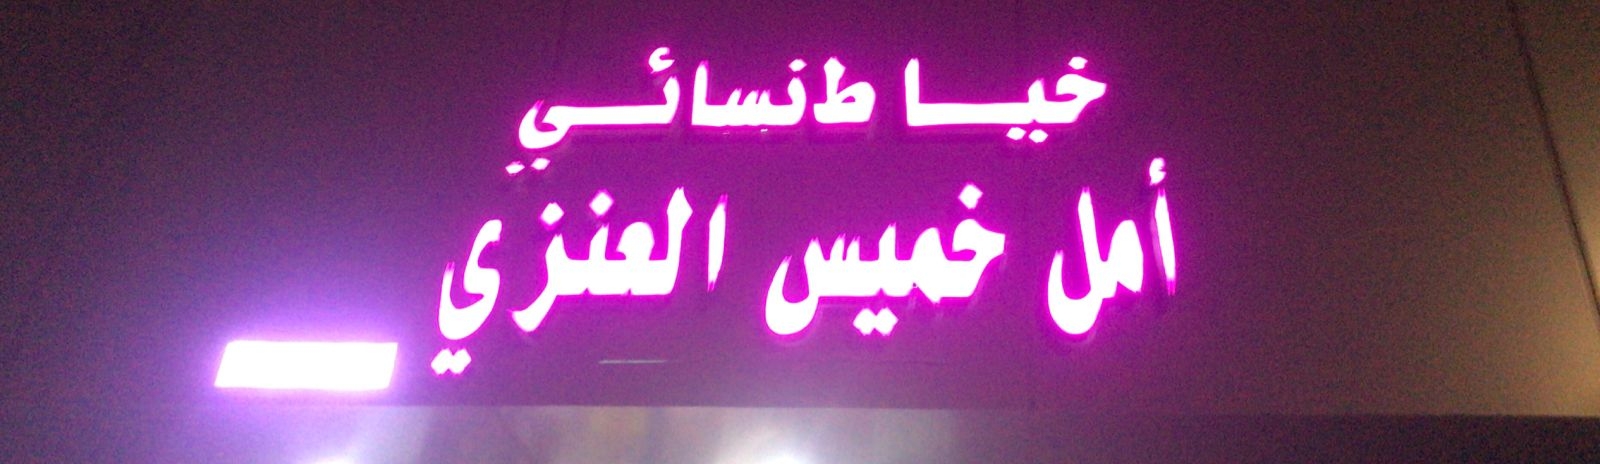 خياط نسائي
أمل خميس العنزي